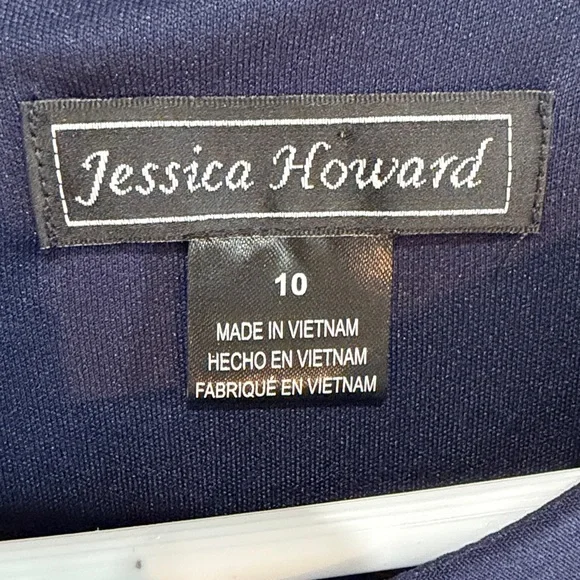 Jessica Howard
10
MADE IN VIETNAM
HECHO EN VIETNAM
FABRIQUÉ EN VIETNAM